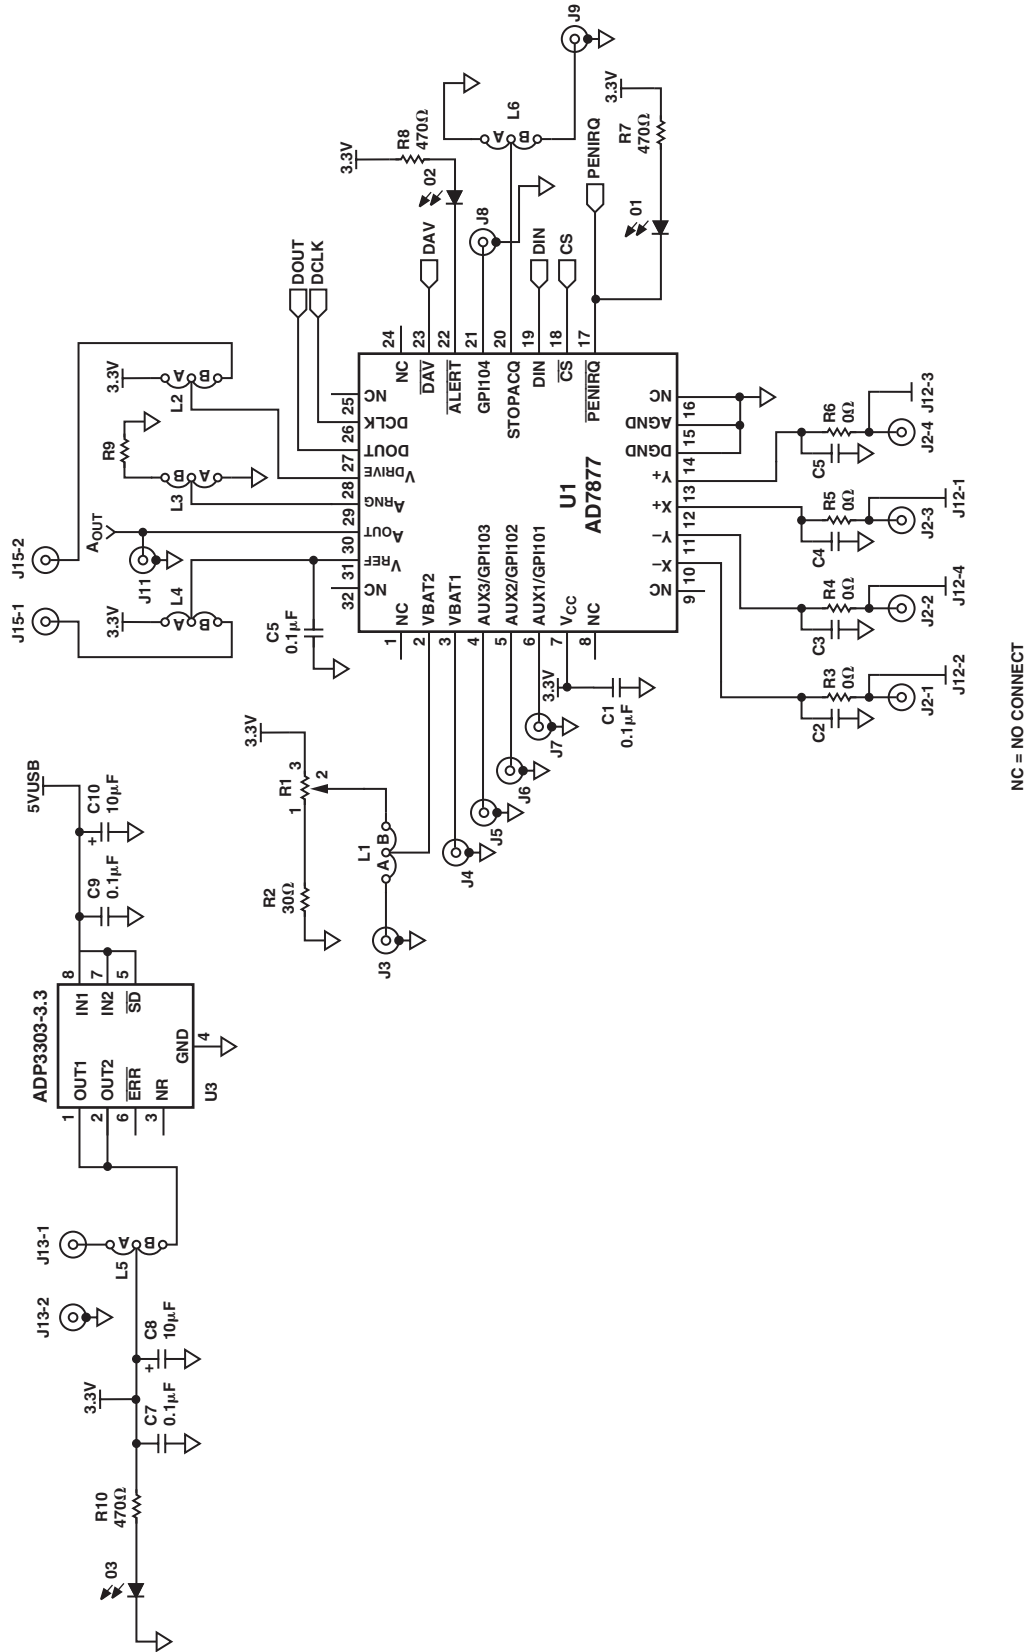 J9
3.3V
R8
470Ω
02
L6
A
B
3.3V
R7
470Ω
01
PENIRQ
J8
DAV
DIN
CS
DOUT
DCLK
24
23
22
21
20
19
18
17
NC
DAV
ALERT
GPI104
STOPACQ
DIN
CS
PENIRQ
NC
25
DCLK
26
DOUT
27
VDRIVE
28
ARNG
29
AOUT
30
VREF
31
NC
32
U1
AD7877
NC
16
AGND
15
DGND
14
Y+
13
X+
12
Y–
11
X–
10
NC
9
NC
VBAT2
VBAT1
AUX3/GPI103
AUX2/GPI102
AUX1/GPI101
VCC
NC
1
2
3
4
5
6
7
8
3.3V
L2
A
B
R9
L3
B
A
AOUT
J15-2
J11
J15-1
3.3V
L4
A
B
C5
0.1µF
R6
0Ω
C5
J12-3
J2-4
R5
0Ω
C4
J12-1
J2-3
R4
0Ω
C3
J12-4
J2-2
R3
0Ω
C2
J12-2
J2-1
3.3V
C1
0.1µF
J7
J6
J5
J4
3.3V
R1
3
2
1
R2
30Ω
L1
A
B
J3
5VUSB
C10
10µF
+
C9
0.1µF
ADP3303-3.3
8
7
5
IN1
IN2
SD
GND
4
OUT1
OUT2
ERR
NR
1
2
6
3
U3
J13-1
L5
A
B
J13-2
C8
10µF
+
3.3V
C7
0.1µF
R10
470Ω
03
NC = NO CONNECT